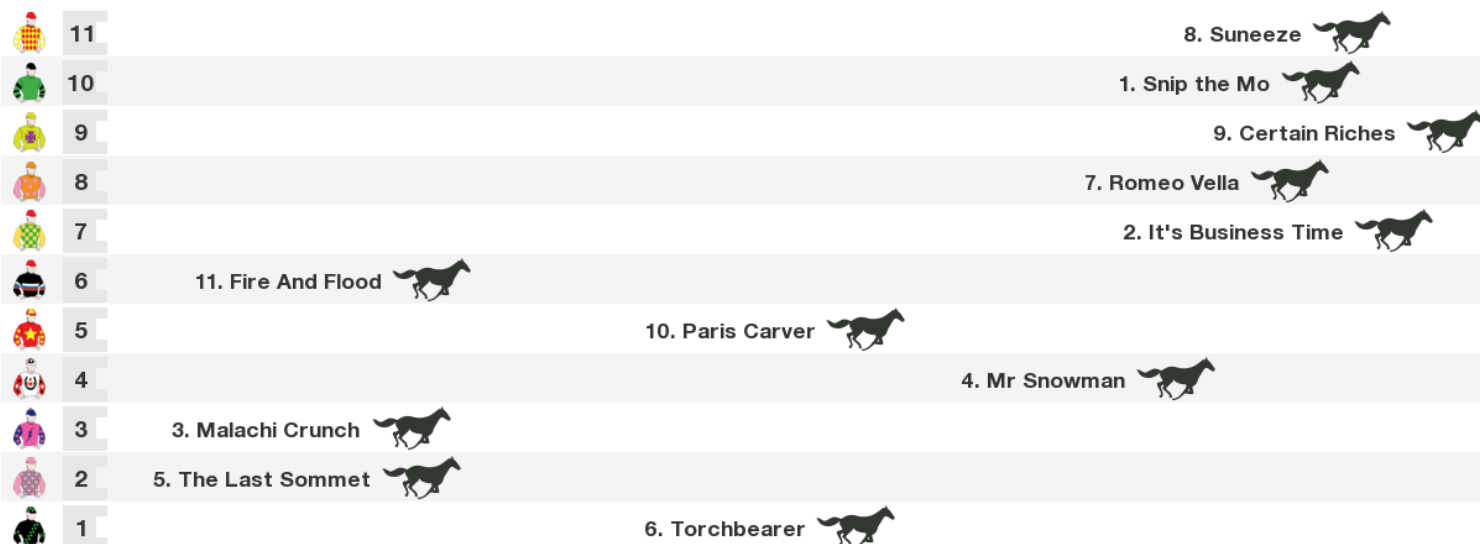 11 8. Suneeze
10 1. Snip the Mo
9 9. Certain Riches
8 7. Romeo Vella
7 2. It's Business Time
6 11. Fire And Flood
5 10. Paris Carver
4 4. Mr Snowman
3 3. Malachi Crunch
2 5. The Last Sommet
1 6. Torchbearer